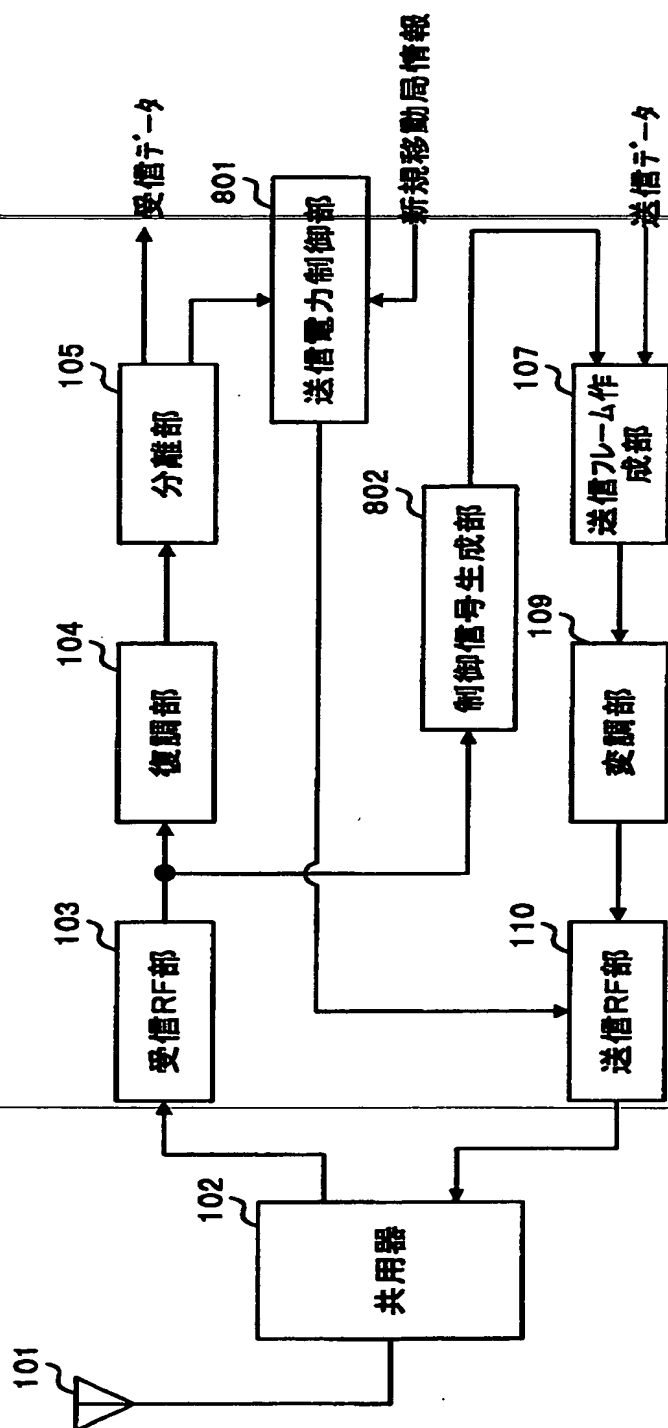 101
102
共用器
103
受信RF部
104
復調部
105
分離部
受信データ
801
送信電力制御部
新規移動局情報
802
制御信号生成部
110
送信RF部
109
変調部
107
送信フレーム作
成部
送信データ